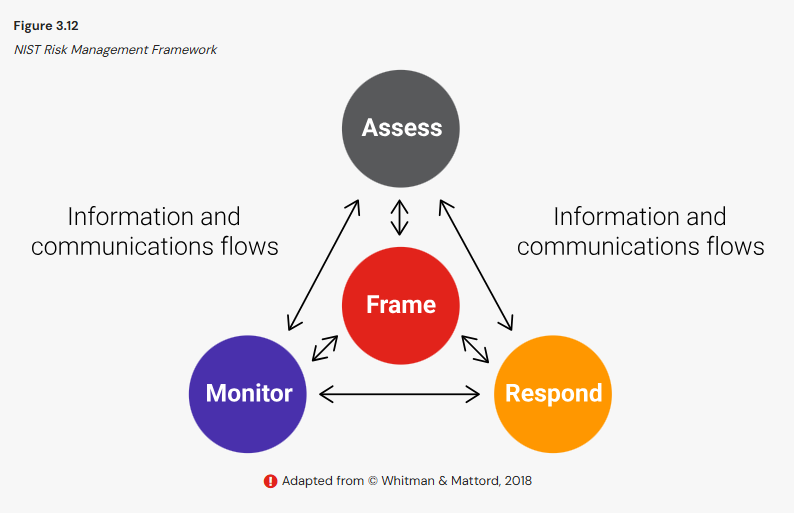 Figure 3.12
NIST Risk Management Framework
Assess
Information and
communications flows
Information and
communications flows
Frame
Monitor
Respond
! Adapted from © Whitman & Mattord, 2018